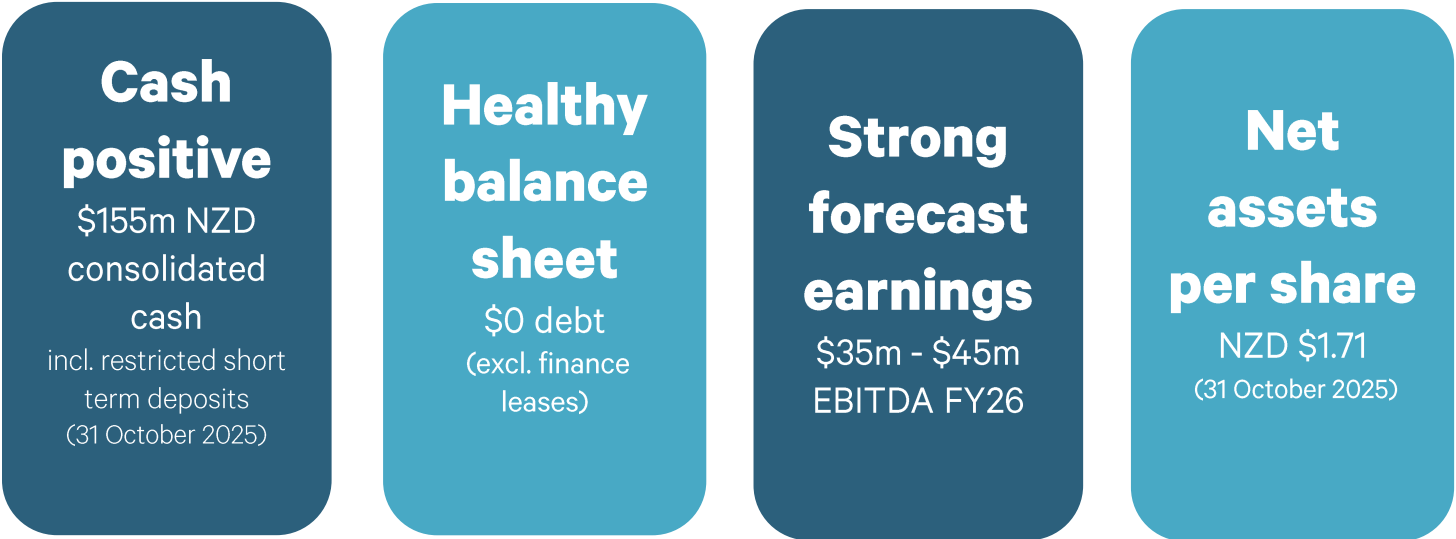 Cash
positive
$155m NZD
consolidated
cash
incl. restricted short
term deposits
(31 October 2025)
Healthy
balance
sheet
$0 debt
(excl. finance
leases)
Strong
forecast
earnings
$35m - $45m
EBITDA FY26
Net
assets
per share
NZD $1.71
(31 October 2025)